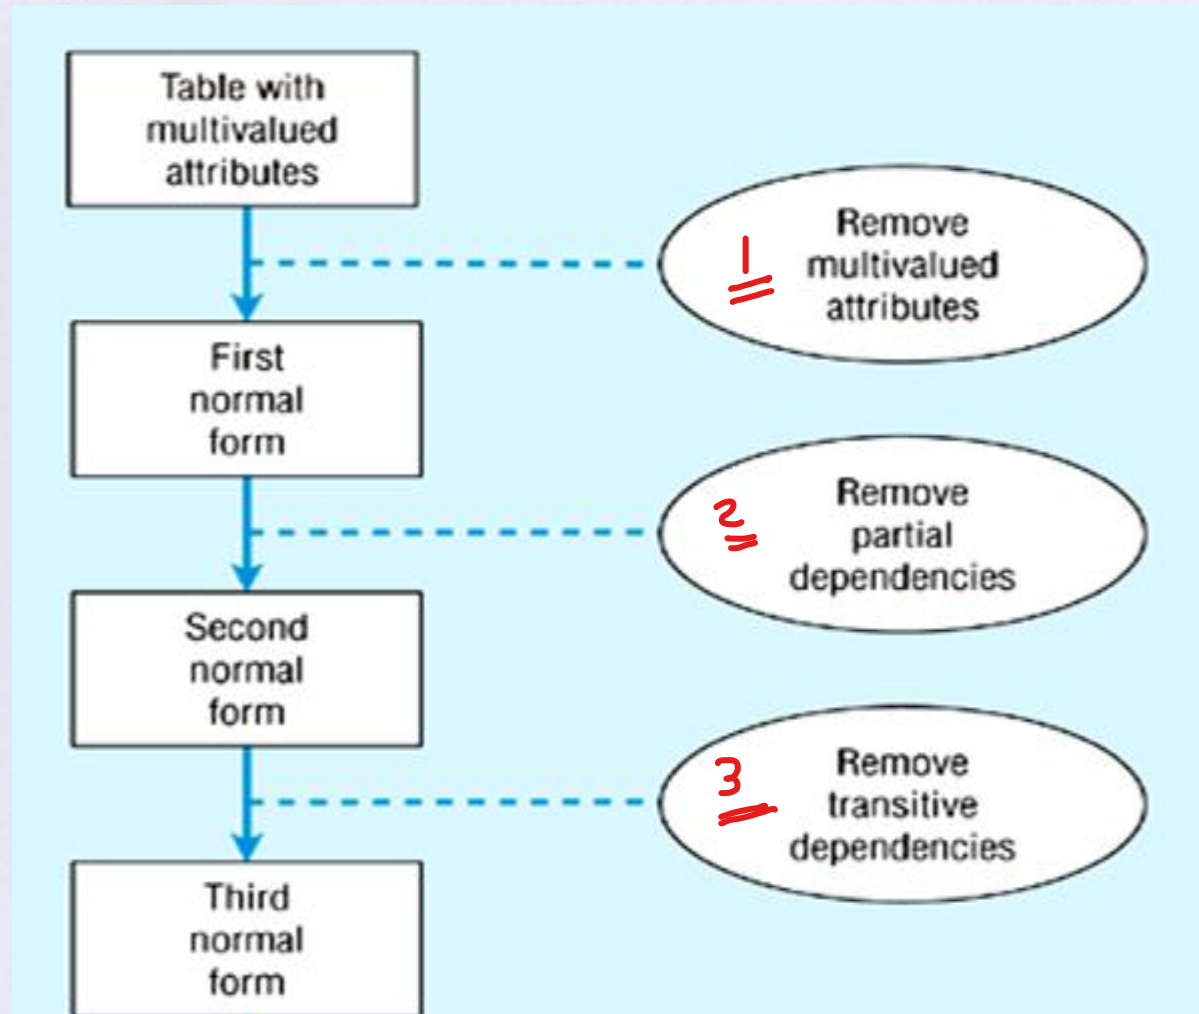 Table with
multivalued
attributes
1
Remove
multivalued
attributes
First
normal
form
2
Remove
partial
dependencies
Second
normal
form
3
Remove
transitive
dependencies
Third
normal
form